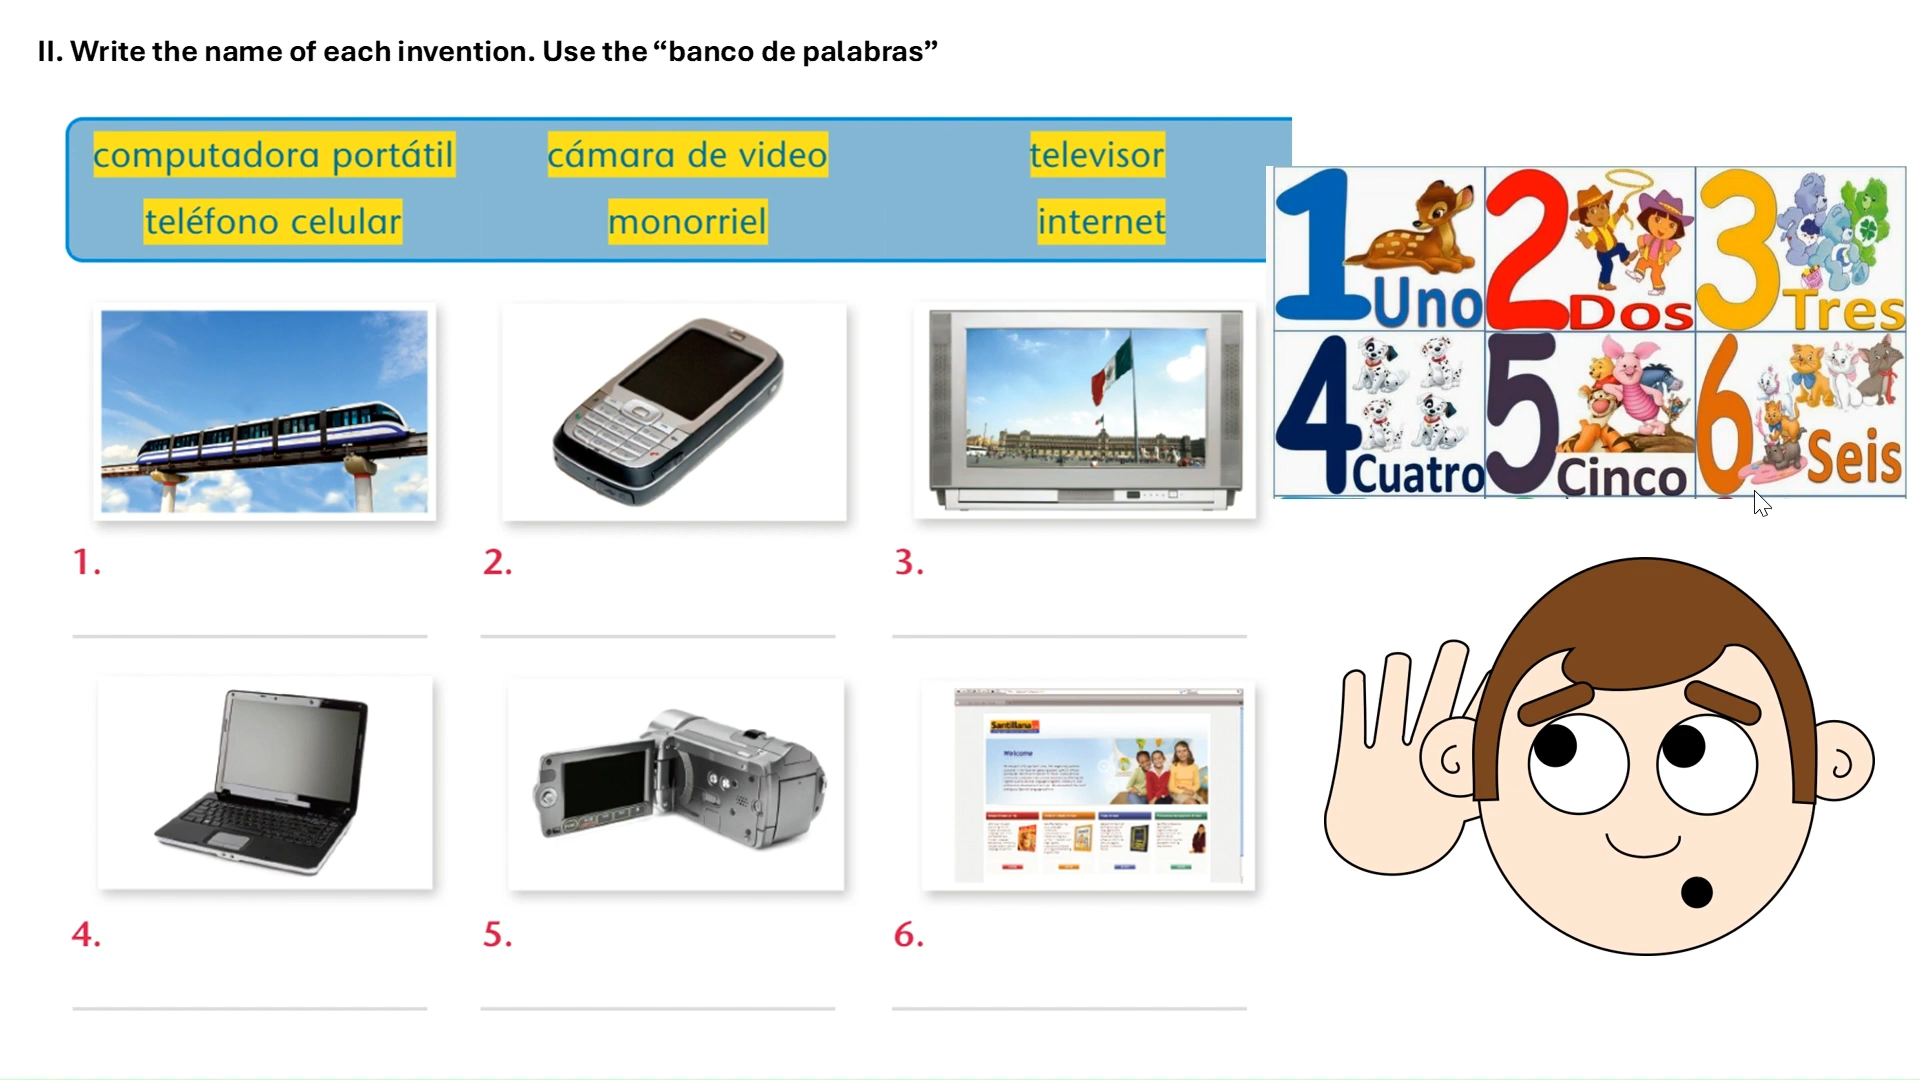 II. Write the name of each invention. Use the “banco de palabras”
computadora portátil cámara de video televisor
teléfono celular monorriel internet
1 Uno 2 Dos 3 Tres
4 Cuatro 5 Cinco 6 Seis
1. 2. 3.
Santillana
Welcome
4. 5. 6.